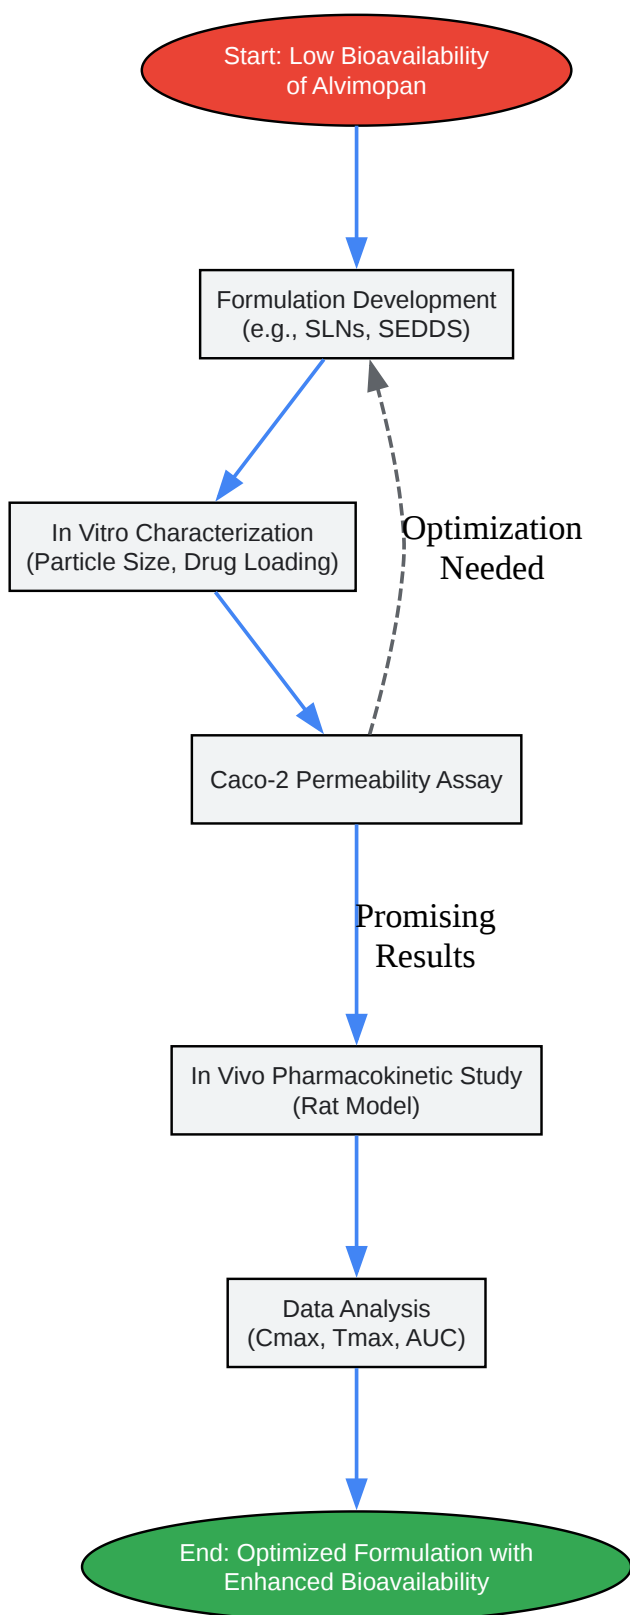 Start: Low Bioavailability
of Alvimopan
Formulation Development
(e.g., SLNs, SEDDS)
In Vitro Characterization
(Particle Size, Drug Loading)
Optimization
Needed
Caco-2 Permeability Assay
Promising
Results
In Vivo Pharmacokinetic Study
(Rat Model)
Data Analysis
(Cmax, Tmax, AUC)
End: Optimized Formulation with
Enhanced Bioavailability